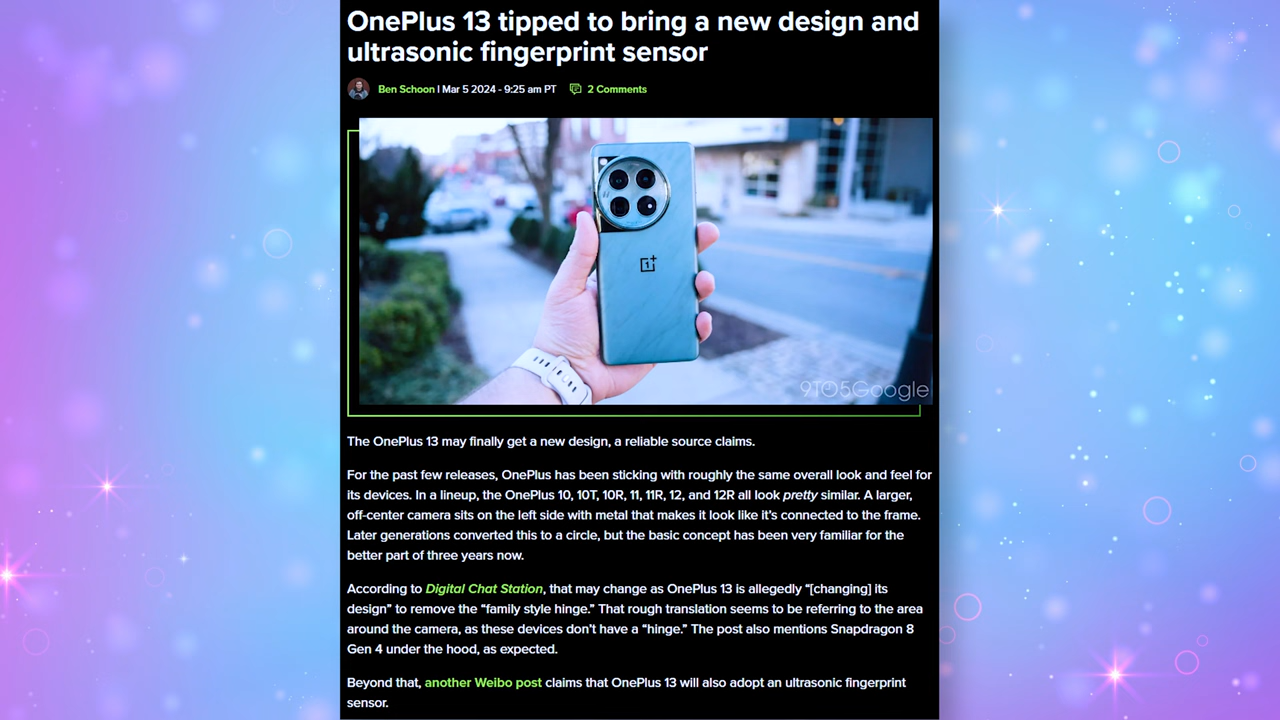 OnePlus 13 tipped to bring a new design and
ultrasonic fingerprint sensor
Ben Schoon | Mar 5 2024 - 9:25 am PT 2 Comments
1+
9TO5Google
The OnePlus 13 may finally get a new design, a reliable source claims.
For the past few releases, OnePlus has been sticking with roughly the same overall look and feel for
its devices. In a lineup, the OnePlus 10, 10T, 10R, 11, 11R, 12, and 12R all look pretty similar. A larger,
off-center camera sits on the left side with metal that makes it look like it’s connected to the frame.
Later generations converted this to a circle, but the basic concept has been very familiar for the
better part of three years now.
According to Digital Chat Station, that may change as OnePlus 13 is allegedly “[changing] its
design” to remove the “family style hinge.” That rough translation seems to be referring to the area
around the camera, as these devices don’t have a “hinge.” The post also mentions Snapdragon 8
Gen 4 under the hood, as expected.
Beyond that, another Weibo post claims that OnePlus 13 will also adopt an ultrasonic fingerprint
sensor.